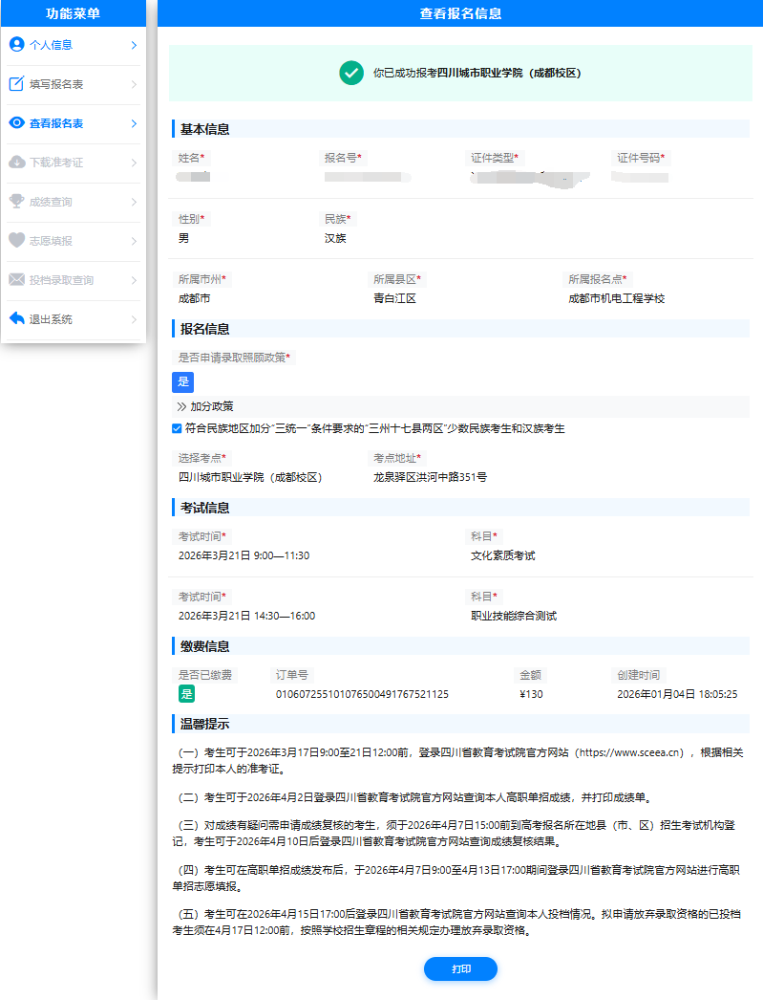 功能菜单
个人信息
填写报名表
查看报名表
下载准考证
成绩查询
志愿填报
投档录取查询
退出系统
查看报名信息
你已成功报考四川城市职业学院（成都校区）
基本信息
姓名* 报名号* 证件类型* 证件号码*
性别* 民族*
男 汉族
所属市州* 所属县区* 所属报名点*
成都市 青白江区 成都市机电工程学校
报名信息
是否申请录取照顾政策*
是
加分政策
符合民族地区加分“三统一”条件要求的“三州十七县两区”少数民族考生和汉族考生
选择考点* 考点地址*
四川城市职业学院（成都校区） 龙泉驿区洪河中路351号
考试信息
考试时间* 科目*
2026年3月21日 9:00—11:30 文化素质考试
考试时间* 科目*
2026年3月21日 14:30—16:00 职业技能综合测试
缴费信息
是否已缴费 订单号 金额 创建时间
是 010607255101076500491767521125 ¥130 2026年01月04日 18:05:25
温馨提示
（一）考生可于2026年3月17日9:00至21日12:00前，登录四川省教育考试院官方网站（https://www.sceea.cn），根据相关
提示打印本人的准考证。
（二）考生可于2026年4月2日登录四川省教育考试院官方网站查询本人高职单招成绩，并打印成绩单。
（三）对成绩有疑问需申请成绩复核的考生，须于2026年4月7日15:00前到高考报名所在地县（市、区）招生考试机构登
记，考生可于2026年4月10日后登录四川省教育考试院官方网站查询成绩复核结果。
（四）考生可在高职单招成绩发布后，于2026年4月7日9:00至4月13日17:00期间登录四川省教育考试院官方网站进行高职
单招志愿填报。
（五）考生可在2026年4月15日17:00后登录四川省教育考试院官方网站查询本人投档情况。拟申请放弃录取资格的已投档
考生须在4月17日12:00前，按照学校招生章程的相关规定办理放弃录取资格。
打印